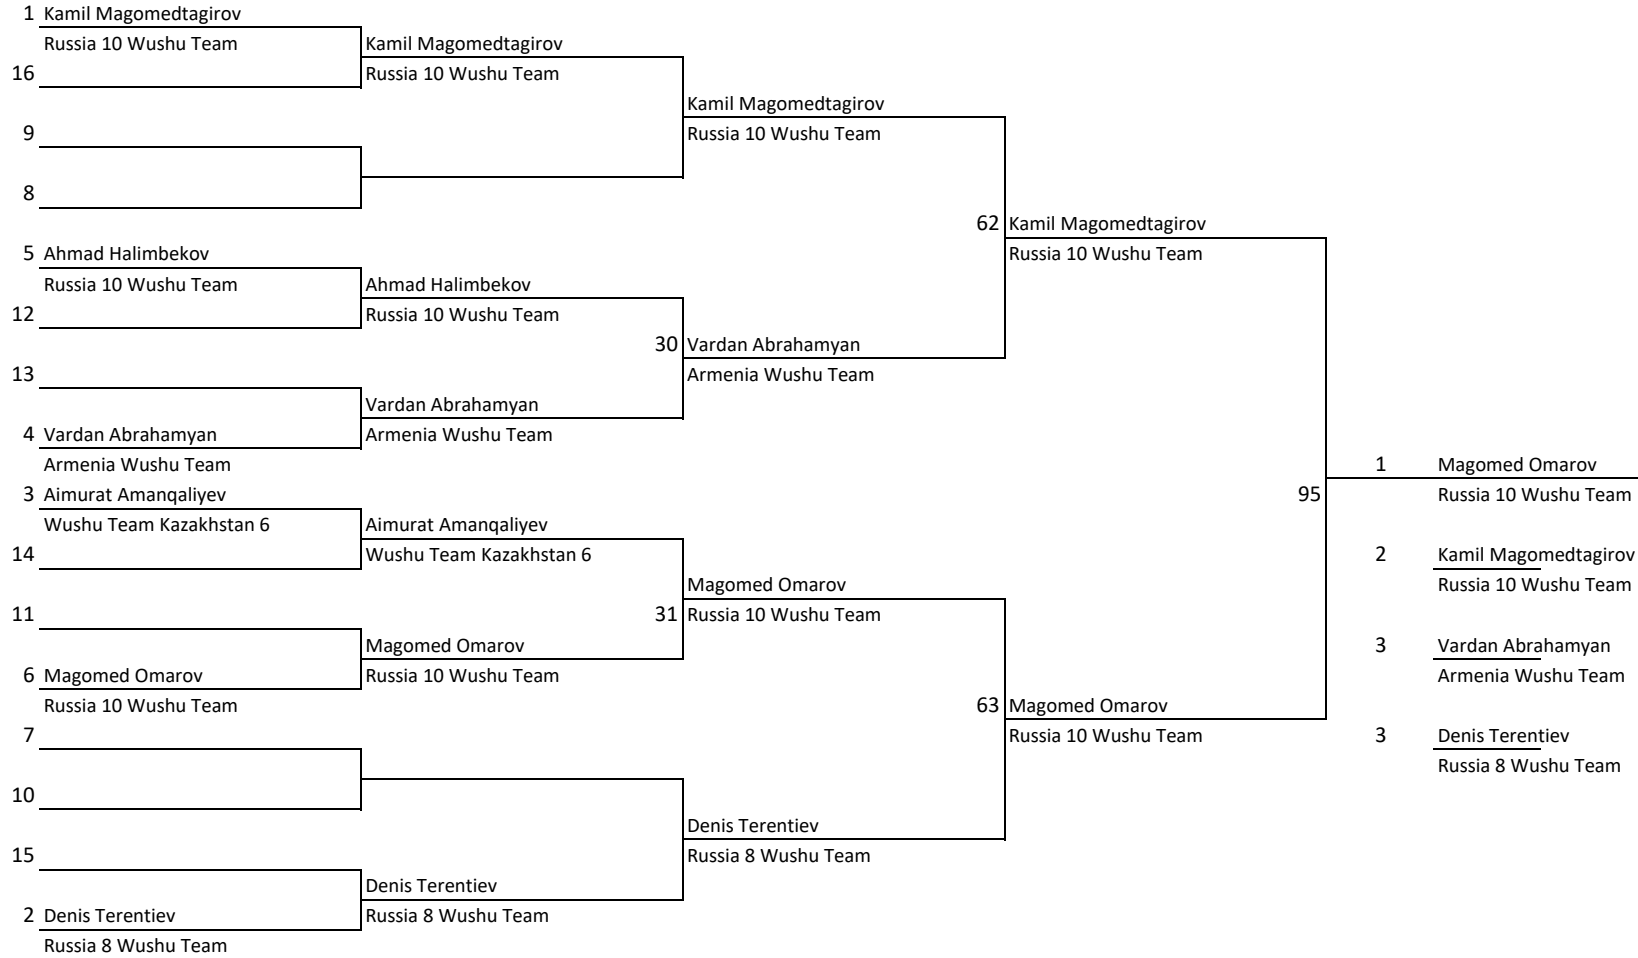 1 Kamil Magomedtagirov
Russia 10 Wushu Team
Kamil Magomedtagirov
16
Russia 10 Wushu Team
Kamil Magomedtagirov
9
Russia 10 Wushu Team
8
62 Kamil Magomedtagirov
5 Ahmad Halimbekov
Russia 10 Wushu Team
Russia 10 Wushu Team
Ahmad Halimbekov
12
Russia 10 Wushu Team
30 Vardan Abrahamyan
13
Armenia Wushu Team
Vardan Abrahamyan
4 Vardan Abrahamyan
Armenia Wushu Team
Armenia Wushu Team
1 Magomed Omarov
3 Aimurat Amanqaliyev
95
Russia 10 Wushu Team
Wushu Team Kazakhstan 6
Aimurat Amanqaliyev
14
Wushu Team Kazakhstan 6
2 Kamil Magomedtagirov
Magomed Omarov
Russia 10 Wushu Team
11
31 Russia 10 Wushu Team
Magomed Omarov
3 Vardan Abrahamyan
6 Magomed Omarov
Russia 10 Wushu Team
Armenia Wushu Team
Russia 10 Wushu Team
63 Magomed Omarov
7
Russia 10 Wushu Team
3 Denis Terentiev
Russia 8 Wushu Team
10
Denis Terentiev
15
Russia 8 Wushu Team
Denis Terentiev
2 Denis Terentiev
Russia 8 Wushu Team
Russia 8 Wushu Team